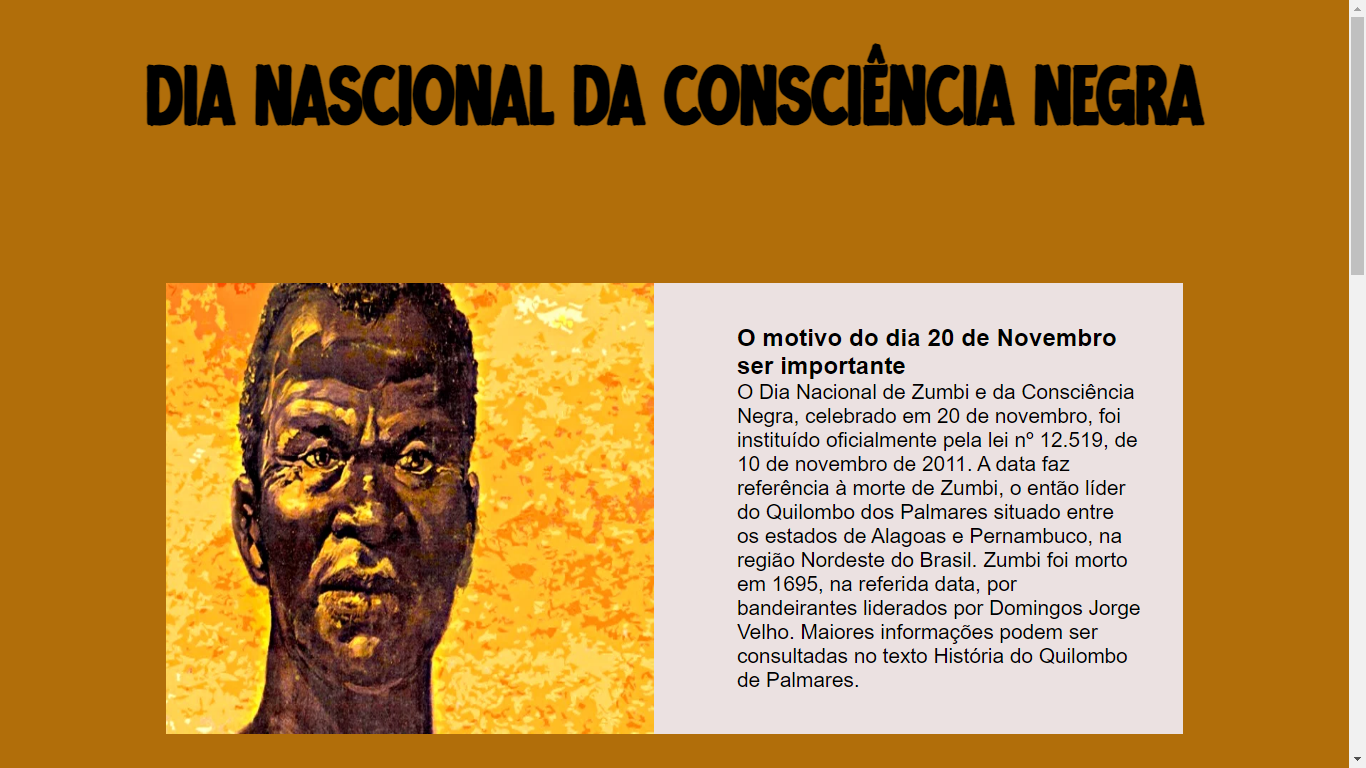 DIA NASCIONAL DA CONSCIÊNCIA NEGRA
O motivo do dia 20 de Novembro
ser importante
O Dia Nacional de Zumbi e da Consciência
Negra, celebrado em 20 de novembro, foi
instituído oficialmente pela lei nº 12.519, de
10 de novembro de 2011. A data faz
referência à morte de Zumbi, o então líder
do Quilombo dos Palmares situado entre
os estados de Alagoas e Pernambuco, na
região Nordeste do Brasil. Zumbi foi morto
em 1695, na referida data, por
bandeirantes liderados por Domingos Jorge
Velho. Maiores informações podem ser
consultadas no texto História do Quilombo
de Palmares.